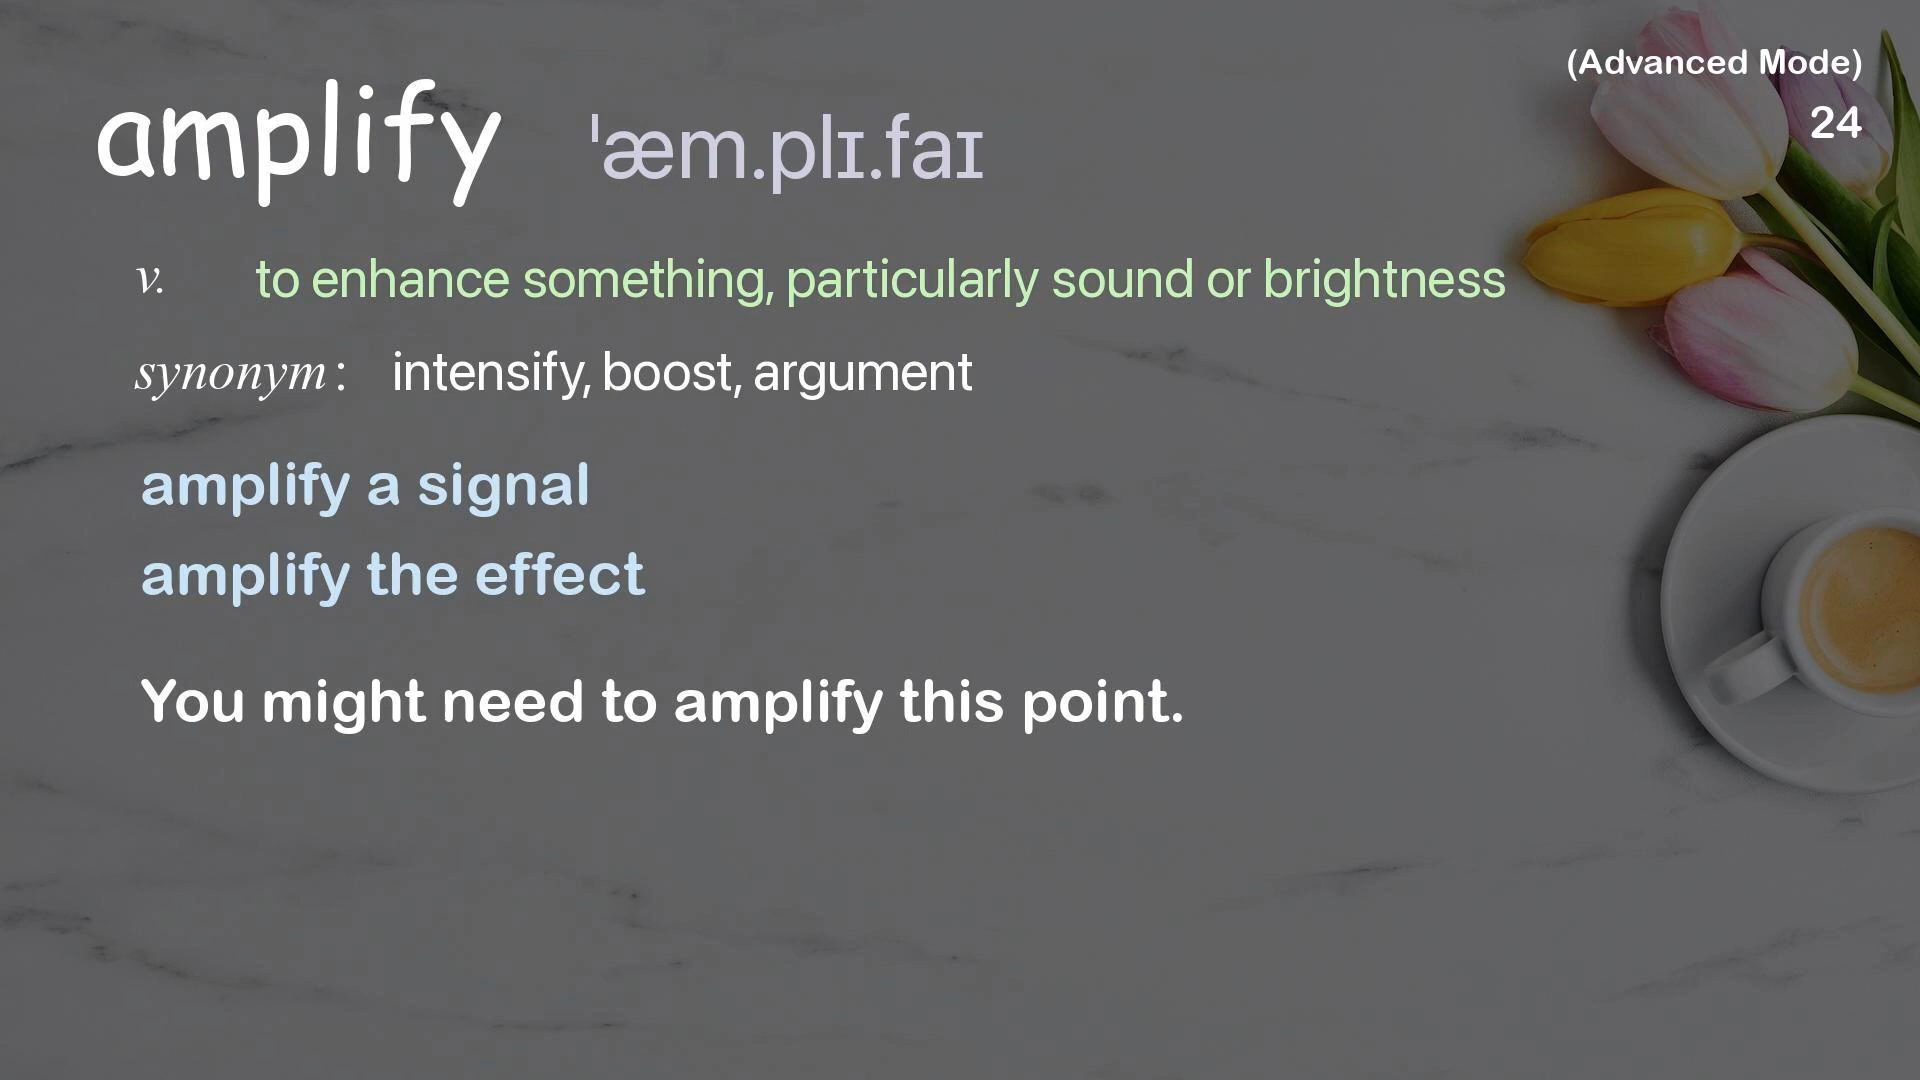 (Advanced Mode)
24
amplify ˈæm.plɪ.faɪ
v. to enhance something, particularly sound or brightness
synonym : intensify, boost, argument
amplify a signal
amplify the effect
You might need to amplify this point.